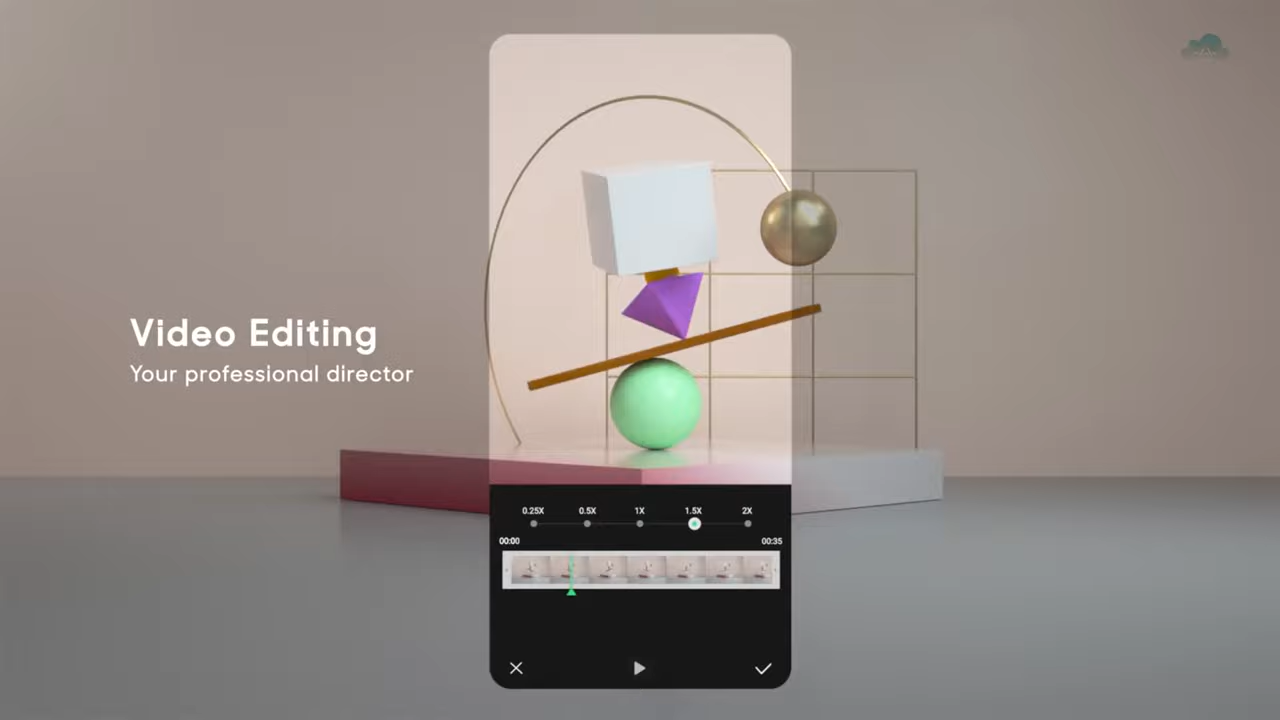 Video Editing
Your professional director
0.25X 0.5X 1X 1.5X 2X
00:00 00:35